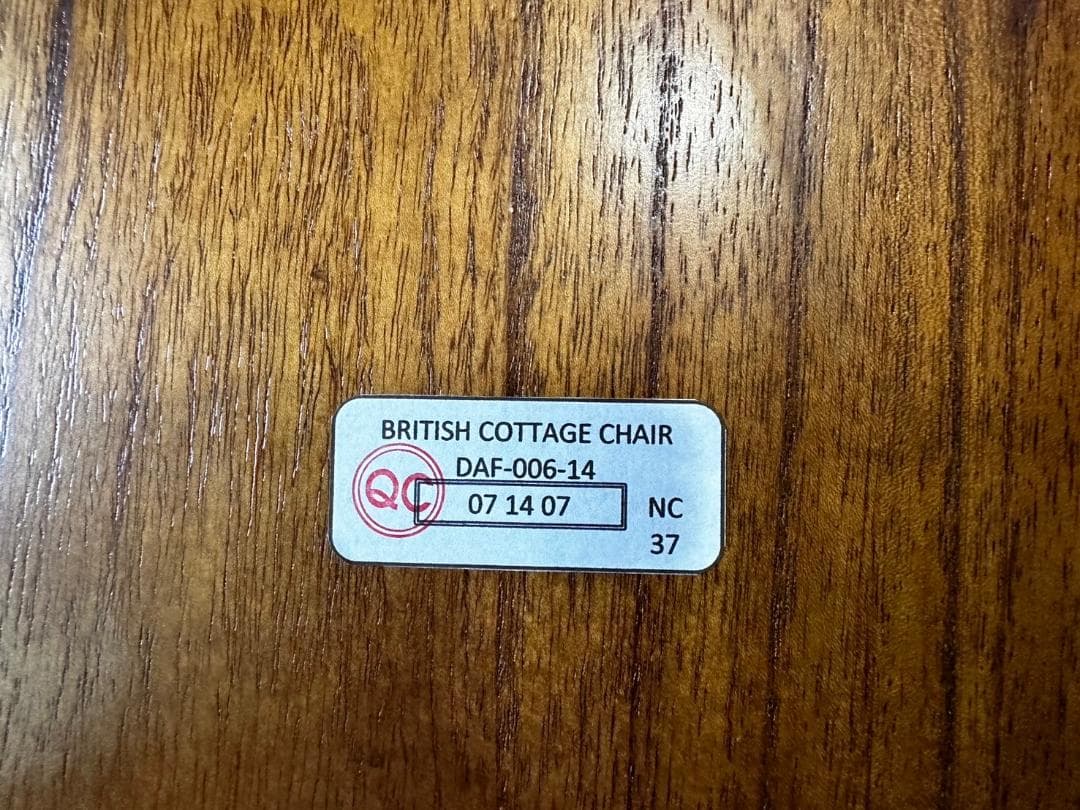 BRITISH COTTAGE CHAIR
DAF-006-14
QC
07 14 07
NC
37